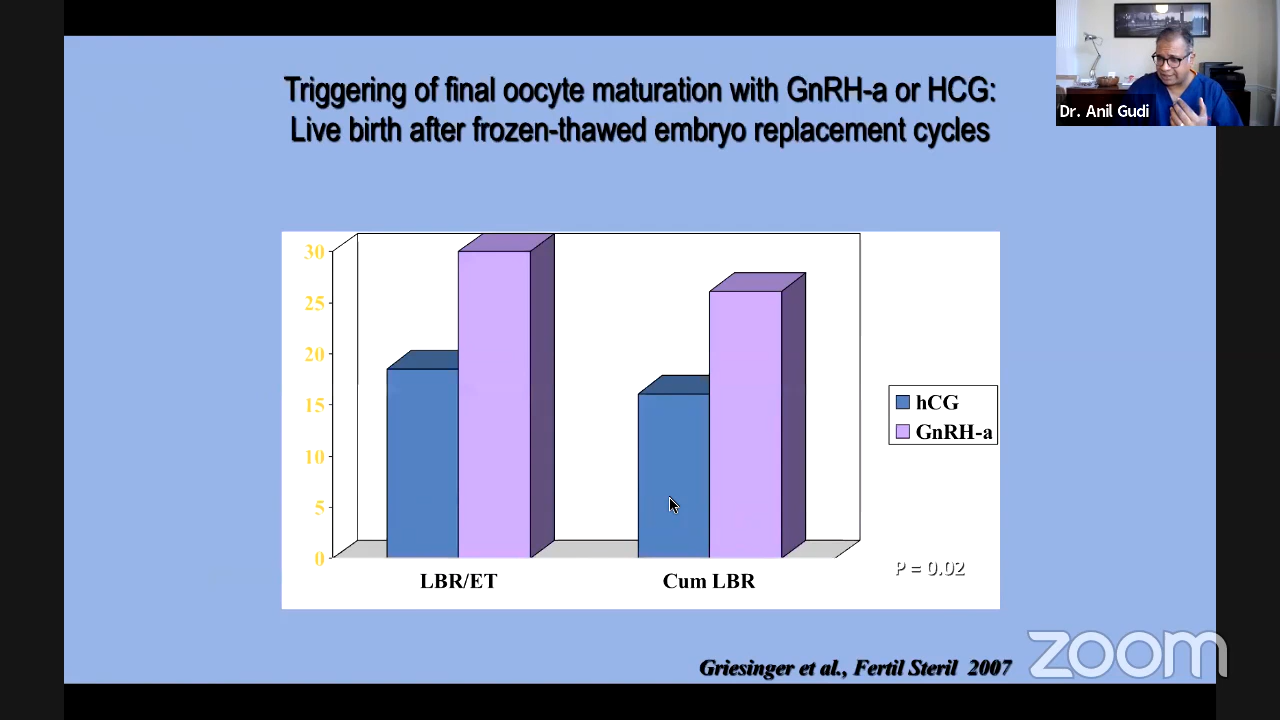 Triggering of final oocyte maturation with GnRH-a or HCG:
Live birth after frozen-thawed embryo replacement cycles
Dr. Anil Gudi
30
25
20
15
10
5
0
LBR/ET
Cum LBR
hCG
GnRH-a
P = 0.02
Griesinger et al., Fertil Steril 2007
zoom